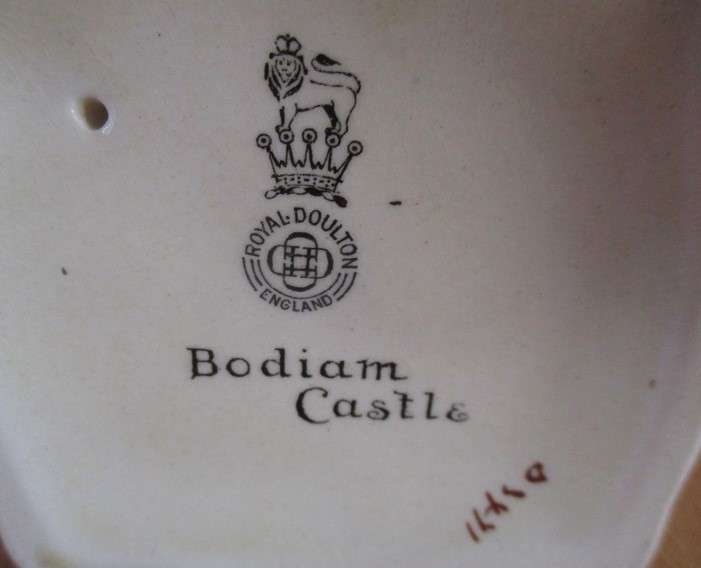 ROYAL DOULTON
ENGLAND
Bodiam
Castle